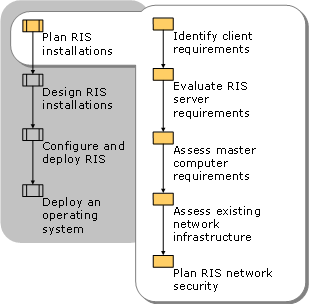 Plan RIS
installations
Design RIS
installations
Configure and
deploy RIS
Deploy an
operating
system
Identify client
requirements
Evaluate RIS
server
requirements
Assess master
computer
requirements
Assess existing
network
infrastructure
Plan RIS network
security